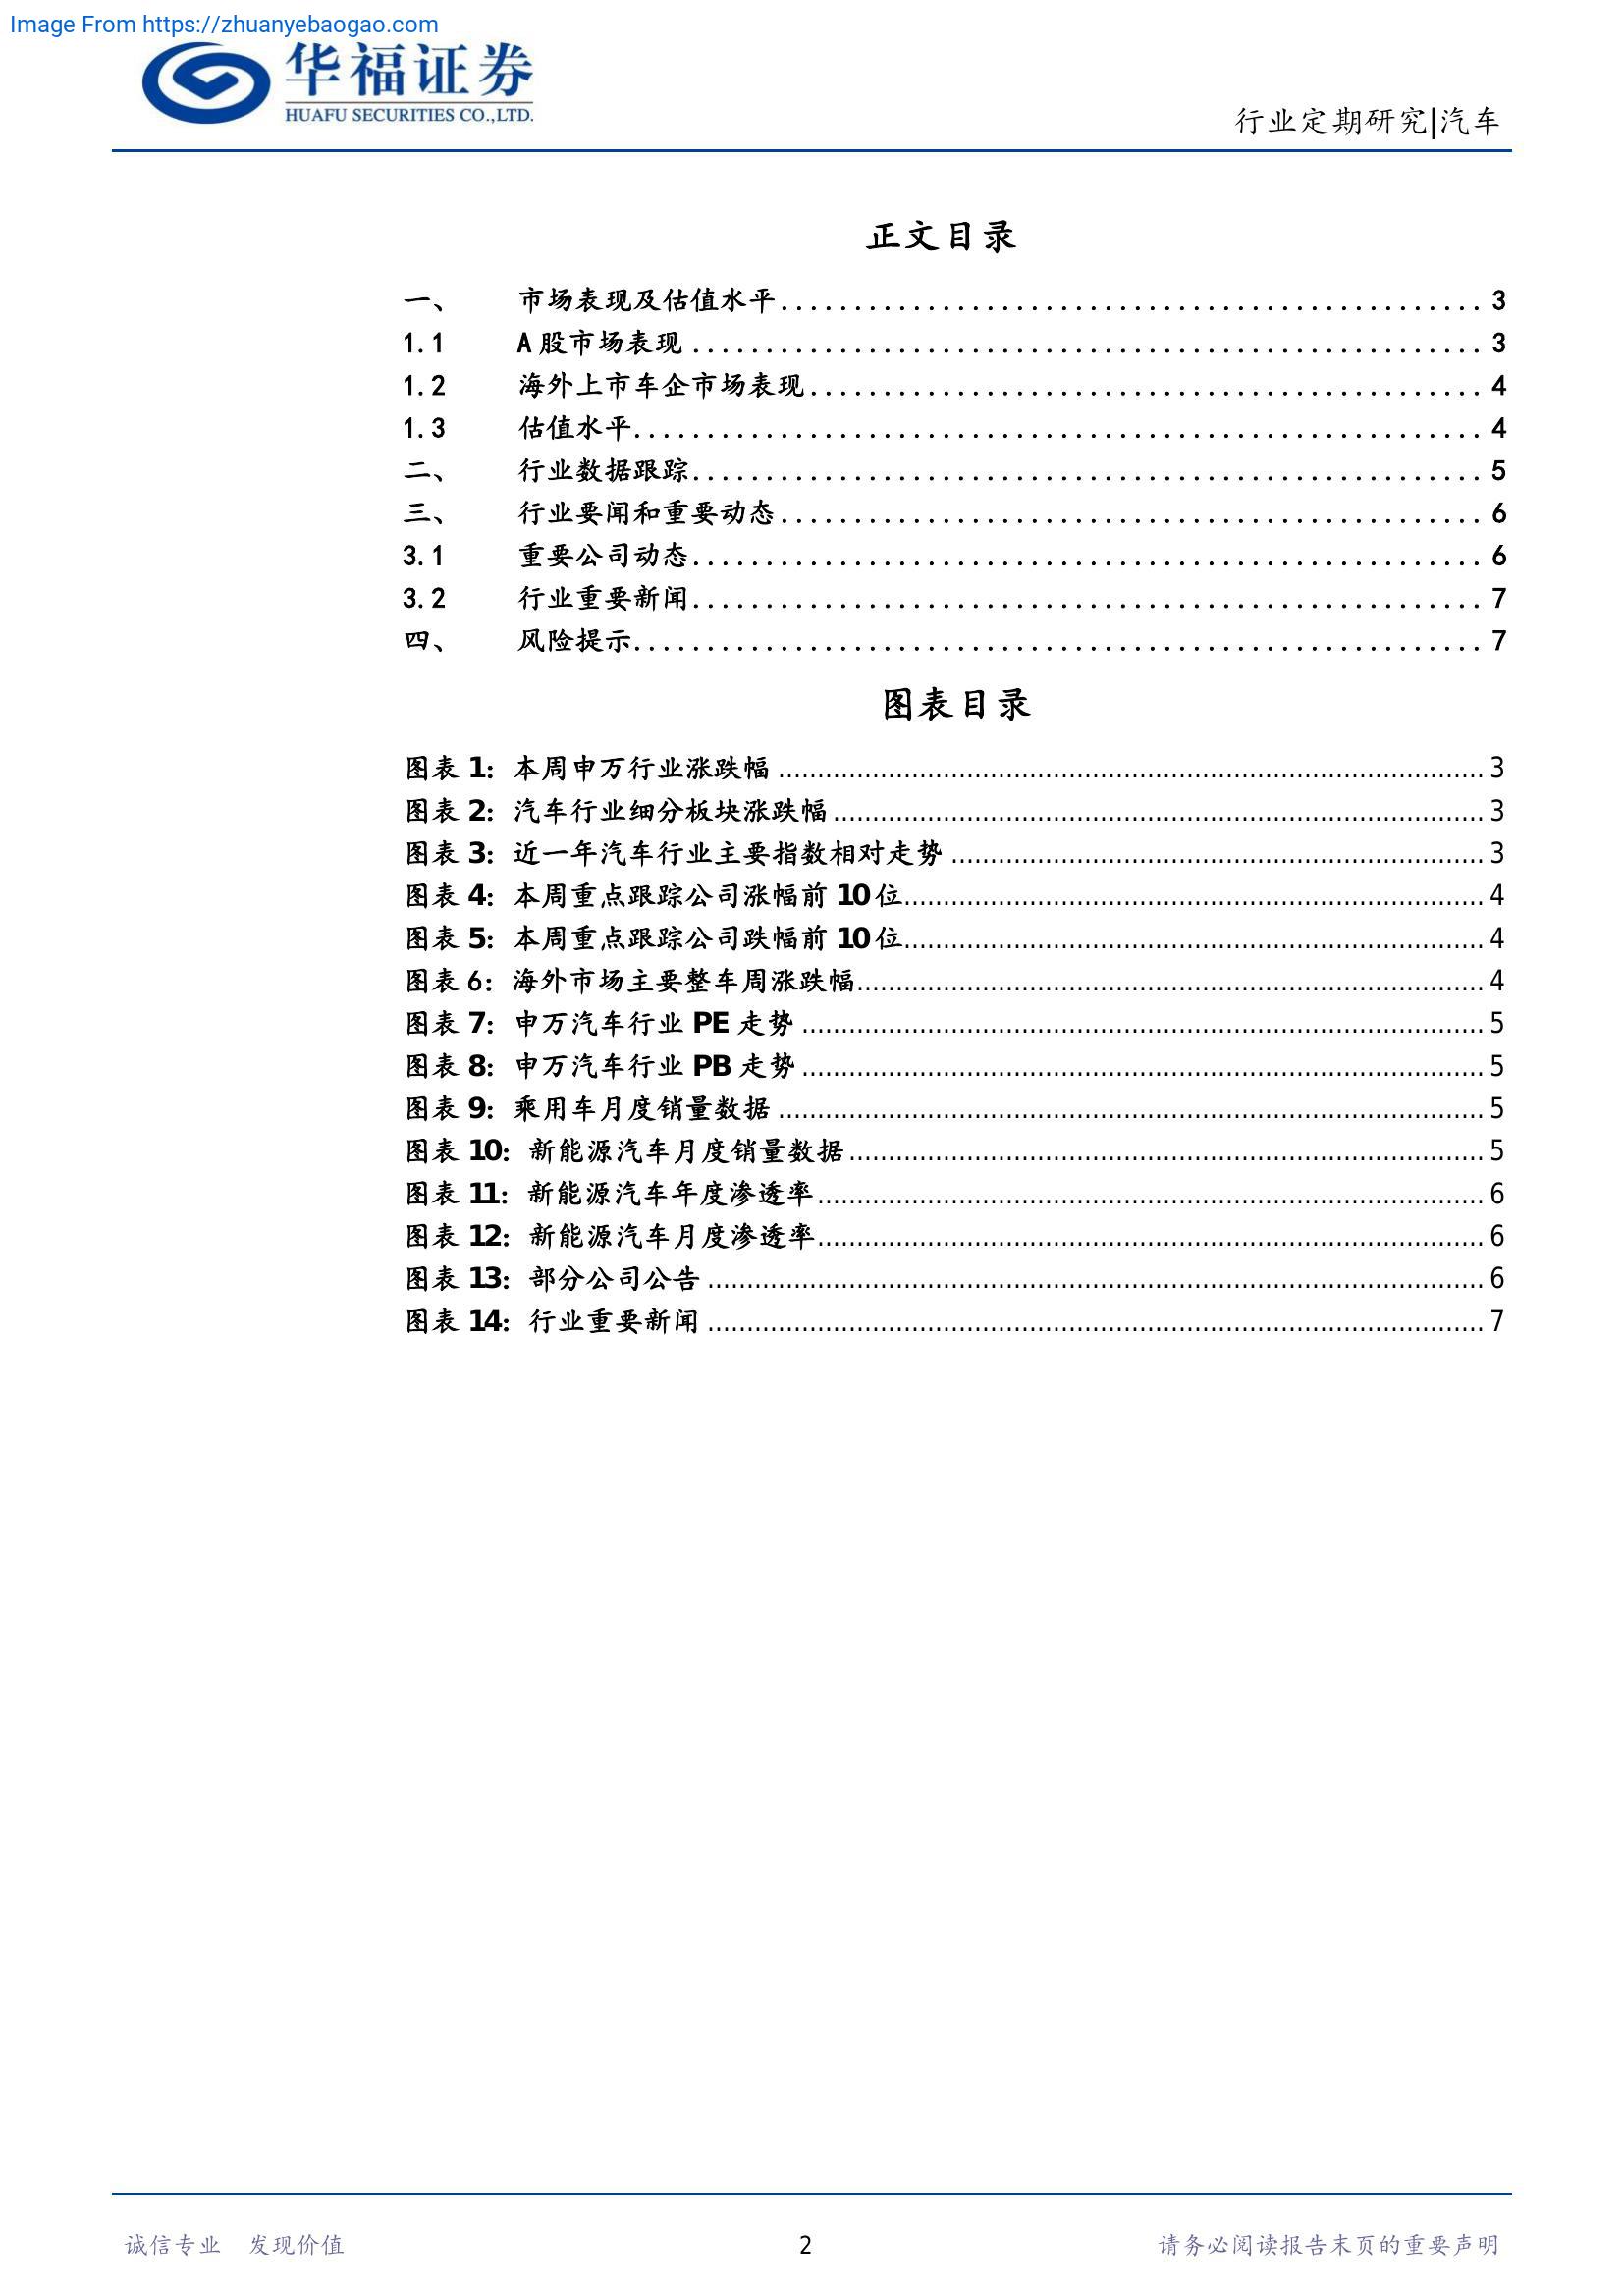 Image From https://zhuanyebaogao.com
华福证券
HUAFU SECURITIES CO.,LTD.
行业定期研究|汽车
正文目录
一、 市场表现及估值水平................................................ 3
1.1 A 股市场表现...................................................... 3
1.2 海外上市车企市场表现.............................................. 4
1.3 估值水平.......................................................... 4
二、 行业数据跟踪...................................................... 5
三、 行业要闻和重要动态................................................ 6
3.1 重要公司动态...................................................... 6
3.2 行业重要新闻...................................................... 7
四、 风险提示.......................................................... 7
图表目录
图表 1：本周申万行业涨跌幅 ........................................................ 3
图表 2：汽车行业细分板块涨跌幅 .................................................... 3
图表 3：近一年汽车行业主要指数相对走势 ............................................ 3
图表 4：本周重点跟踪公司涨幅前 10 位................................................ 4
图表 5：本周重点跟踪公司跌幅前 10 位................................................ 4
图表 6：海外市场主要整车周涨跌幅.................................................. 4
图表 7：申万汽车行业 PE 走势 ...................................................... 5
图表 8：申万汽车行业 PB 走势 ...................................................... 5
图表 9：乘用车月度销量数据 ........................................................ 5
图表 10：新能源汽车月度销量数据................................................... 5
图表 11：新能源汽车年度渗透率..................................................... 6
图表 12：新能源汽车月度渗透率..................................................... 6
图表 13：部分公司公告 ............................................................. 6
图表 14：行业重要新闻 ............................................................. 7
诚信专业 发现价值
2
请务必阅读报告末页的重要声明